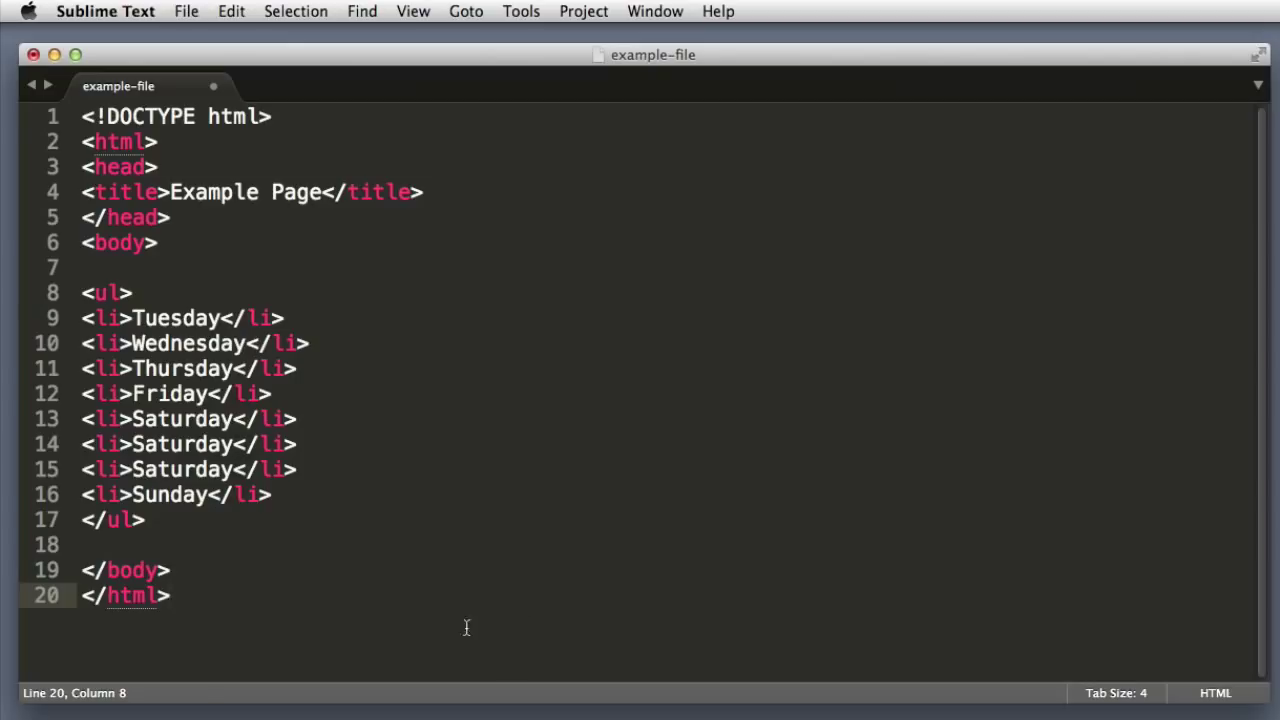 Sublime Text File Edit Selection Find View Goto Tools Project Window Help
example-file
example-file
1 <!DOCTYPE html>
2 <html>
3 <head>
4 <title>Example Page</title>
5 </head>
6 <body>
7
8 <ul>
9 <li>Tuesday</li>
10 <li>Wednesday</li>
11 <li>Thursday</li>
12 <li>Friday</li>
13 <li>Saturday</li>
14 <li>Saturday</li>
15 <li>Saturday</li>
16 <li>Sunday</li>
17 </ul>
18
19 </body>
20 </html>
Line 20, Column 8 Tab Size: 4 HTML